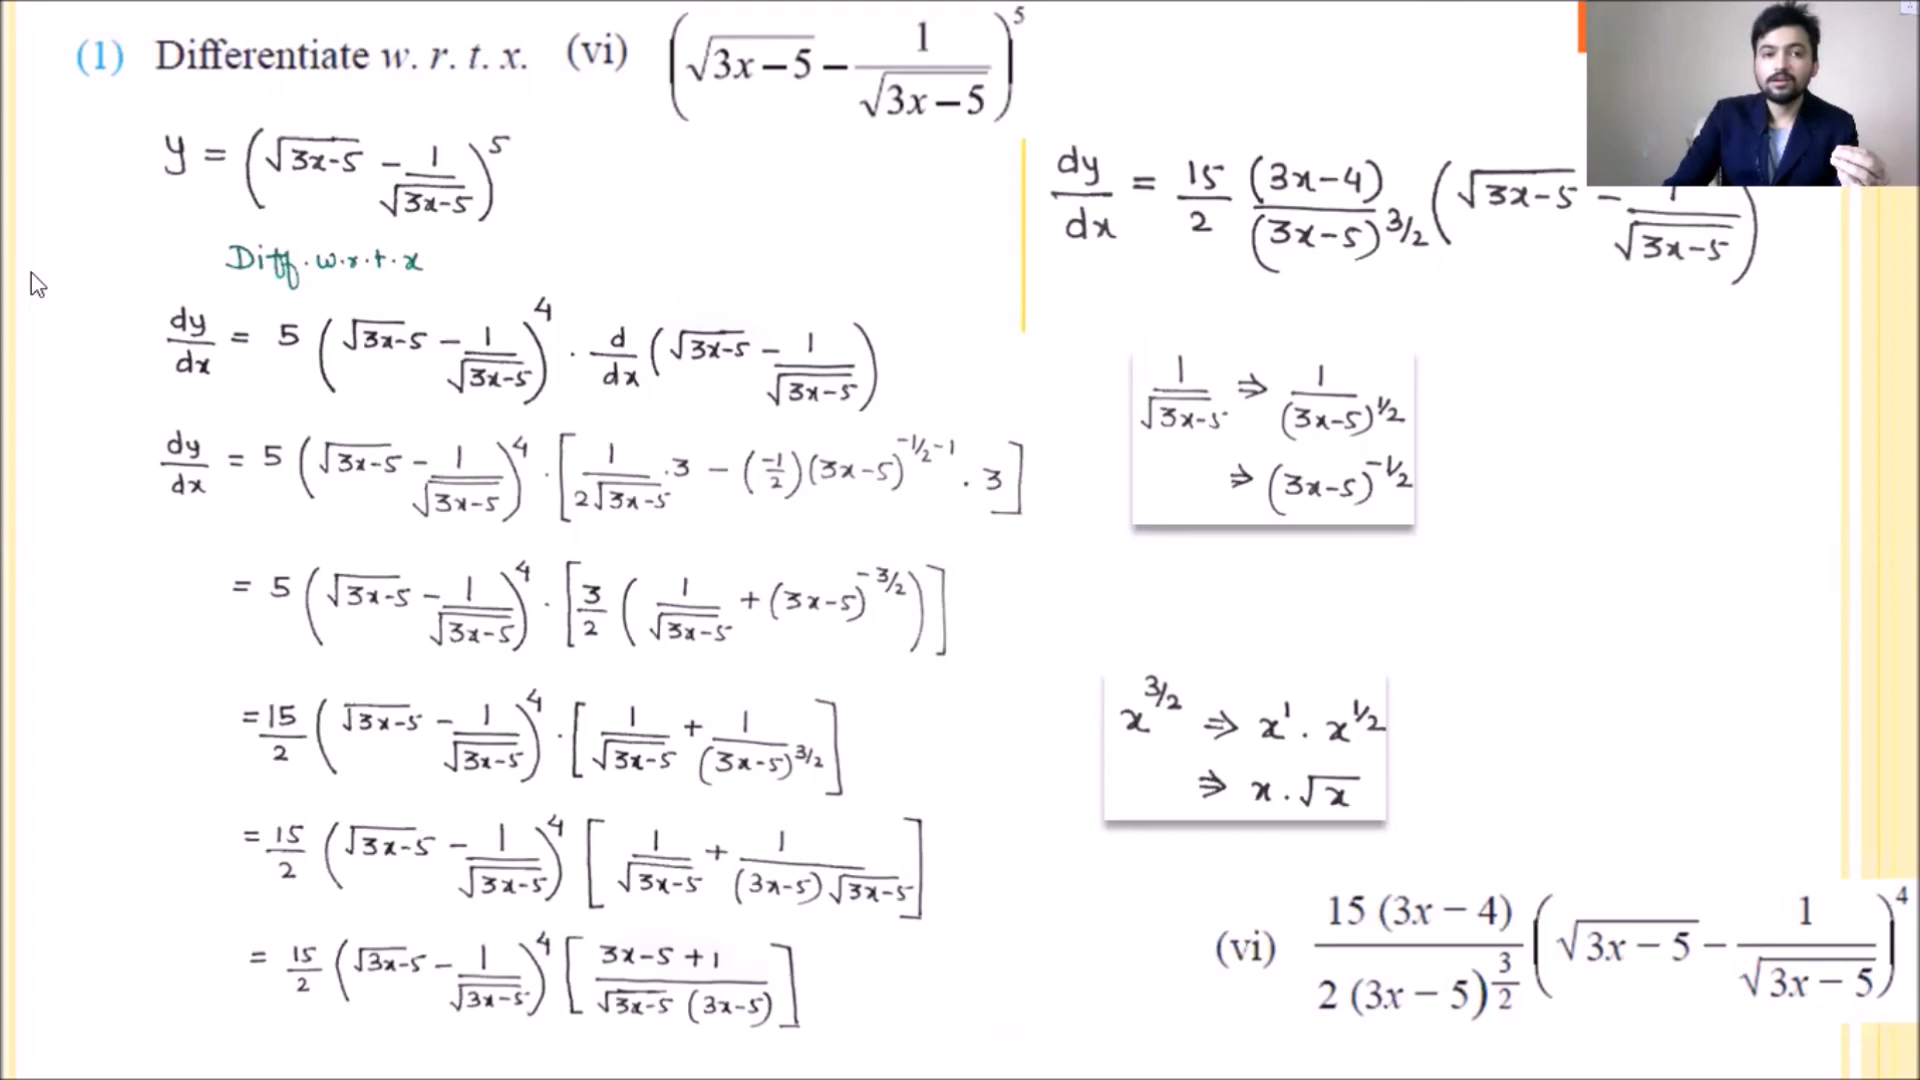 (1) Differentiate w. r. t. x. (vi) (√(3x−5) − 1/√(3x−5))^5
y = (√(3x-5) - 1/√(3x-5))^5
Diff. w.r.t. x
dy/dx = 5 (√3x-5 - 1/√(3x-5))^4 · d/dx (√(3x-5) - 1/√(3x-5))
dy/dx = 5 (√(3x-5) - 1/√(3x-5))^4 · [1/(2√(3x-5)) · 3 - (-1/2)(3x-5)^(-1/2-1) · 3]
= 5 (√(3x-5) - 1/√(3x-5))^4 · [3/2 (1/√(3x-5) + (3x-5)^(-3/2))]
= 15/2 (√(3x-5) - 1/√(3x-5))^4 · [1/√(3x-5) + 1/(3x-5)^(3/2)]
= 15/2 (√(3x-5) - 1/√(3x-5))^4 [1/√(3x-5) + 1/((3x-5)√(3x-5))]
= 15/2 (√(3x-5) - 1/√(3x-5))^4 [(3x-5+1)/(√(3x-5) (3x-5))]
dy/dx = 15/2 (3x-4)/(3x-5)^(3/2) (√(3x-5) - 1/√(3x-5))
1/√(3x-5) ⇒ 1/(3x-5)^(1/2)
⇒ (3x-5)^(-1/2)
x^(3/2) ⇒ x^1 · x^(1/2)
⇒ x · √x
(vi) 15 (3x − 4)/(2 (3x − 5)^(3/2)) (√(3x − 5) − 1/√(3x − 5))^4